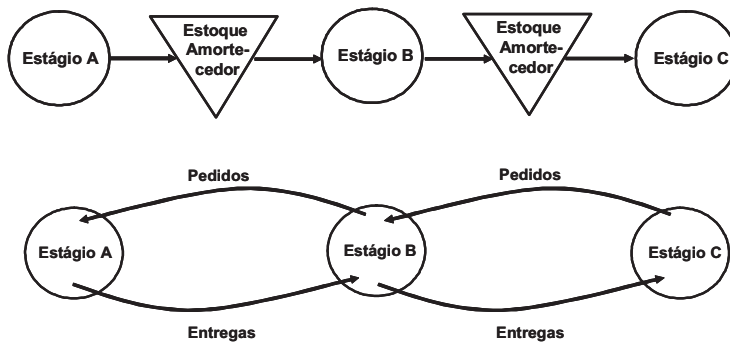 Estágio A
Estoque
Amorte-
cedor
Estágio B
Estoque
Amorte-
cedor
Estágio C
Pedidos
Pedidos
Estágio A
Estágio B
Estágio C
Entregas
Entregas